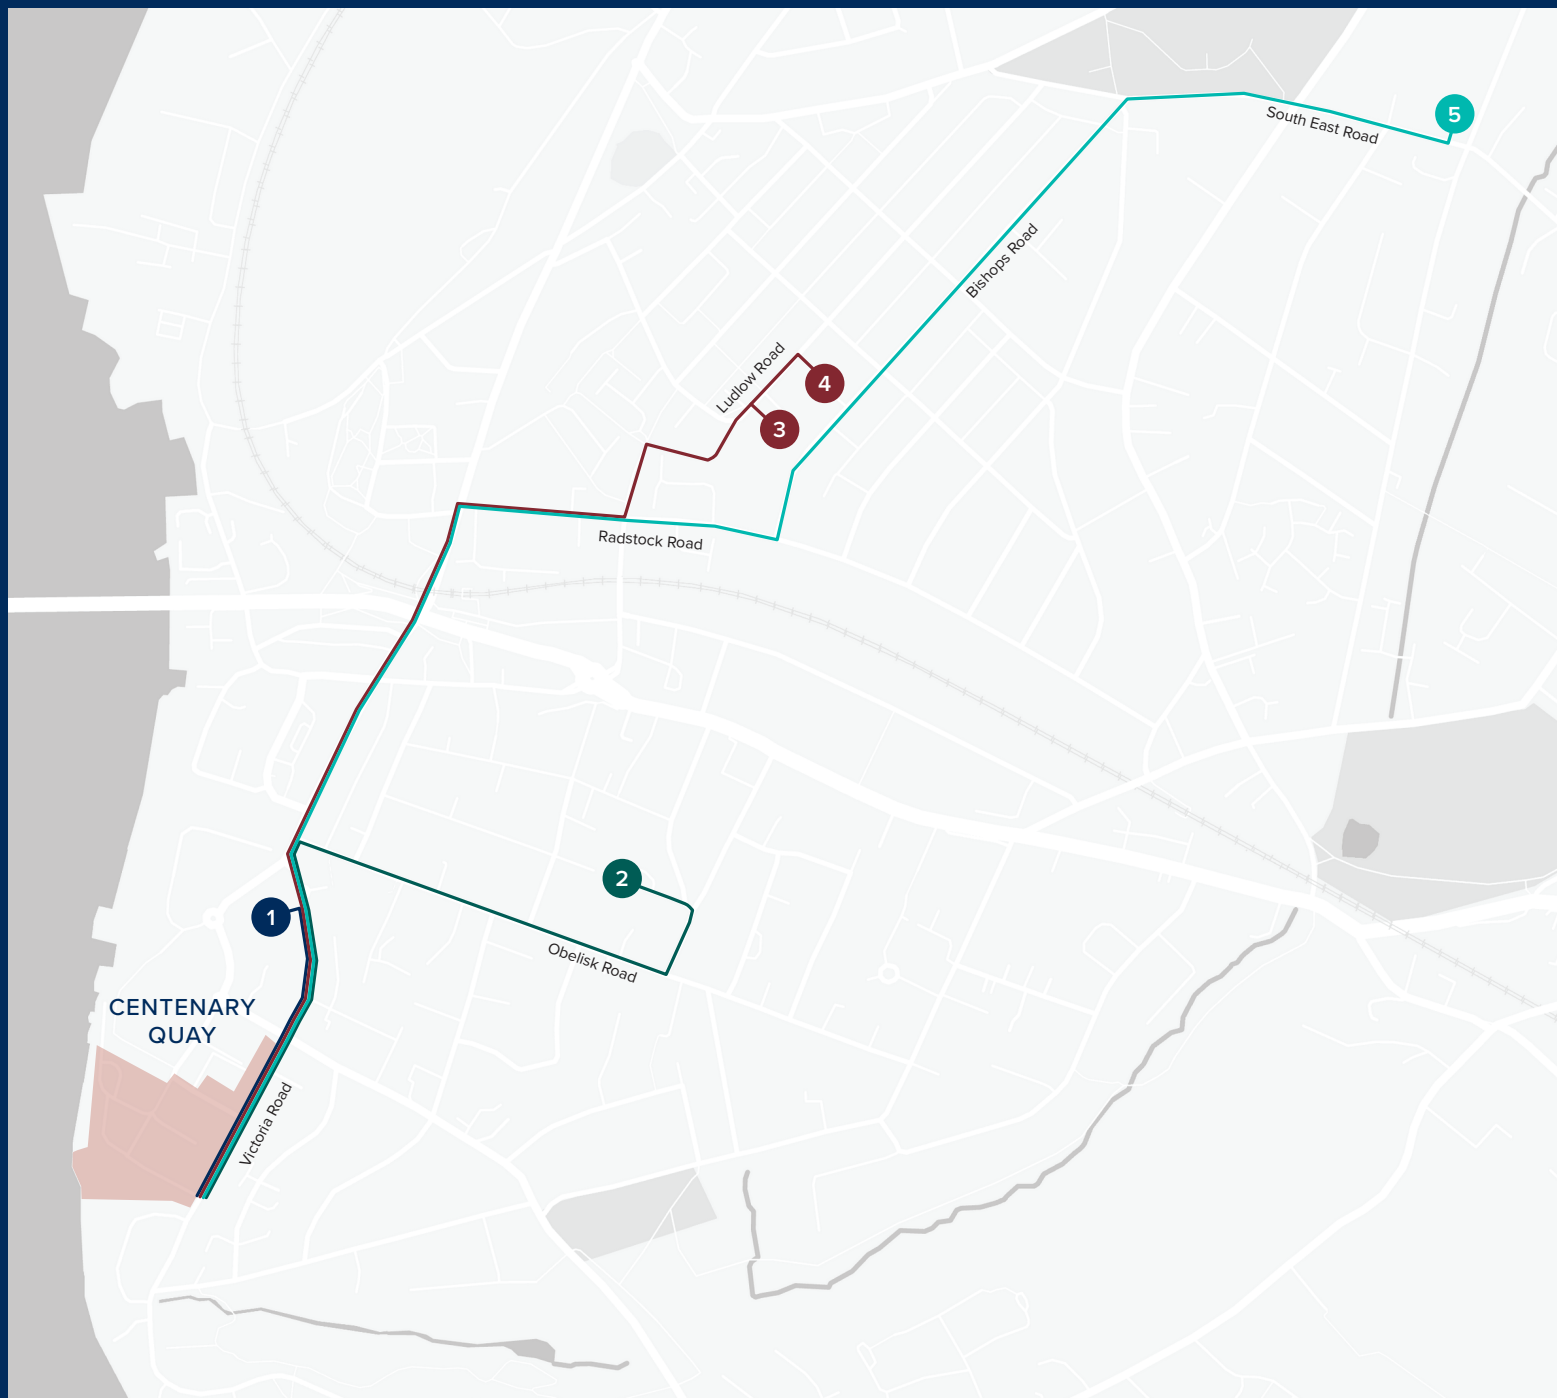 5
South East Road
Bishops Road
Ludlow Road
4
3
Radstock Road
2
1
Obelisk Road
CENTENARY
QUAY
Victoria Road